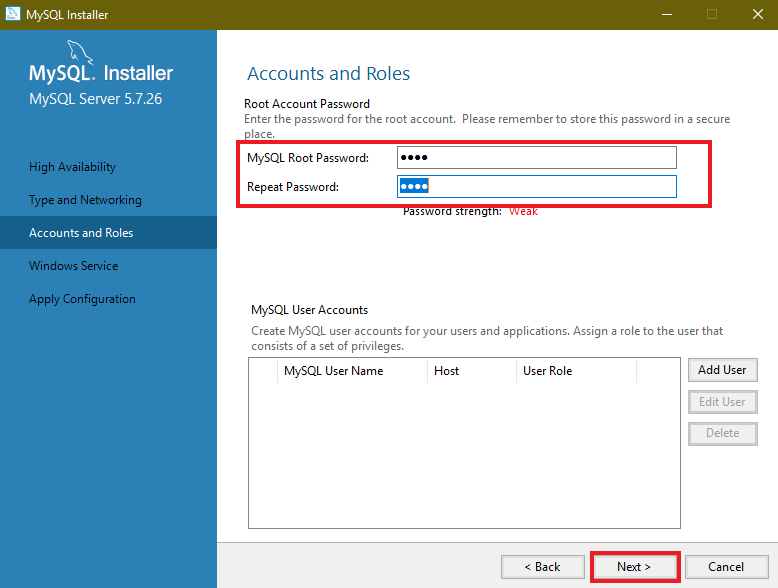 MySQL Installer
MySQL. Installer
MySQL Server 5.7.26
High Availability
Type and Networking
Accounts and Roles
Windows Service
Apply Configuration
Accounts and Roles
Root Account Password
Enter the password for the root account. Please remember to store this password in a secure
place.
MySQL Root Password: ••••
Repeat Password: ••••
Password strength: Weak
MySQL User Accounts
Create MySQL user accounts for your users and applications. Assign a role to the user that
consists of a set of privileges.
MySQL User Name Host User Role
Add User
Edit User
Delete
< Back Next > Cancel